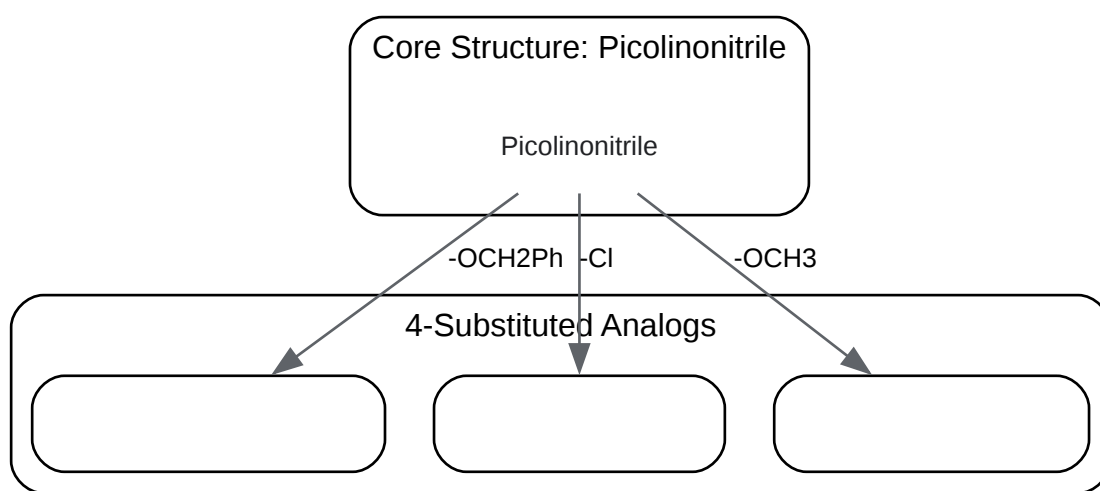 Core Structure: Picolinonitrile
Picolinonitrile
-OCH2Ph -Cl -OCH3
4-Substituted Analogs